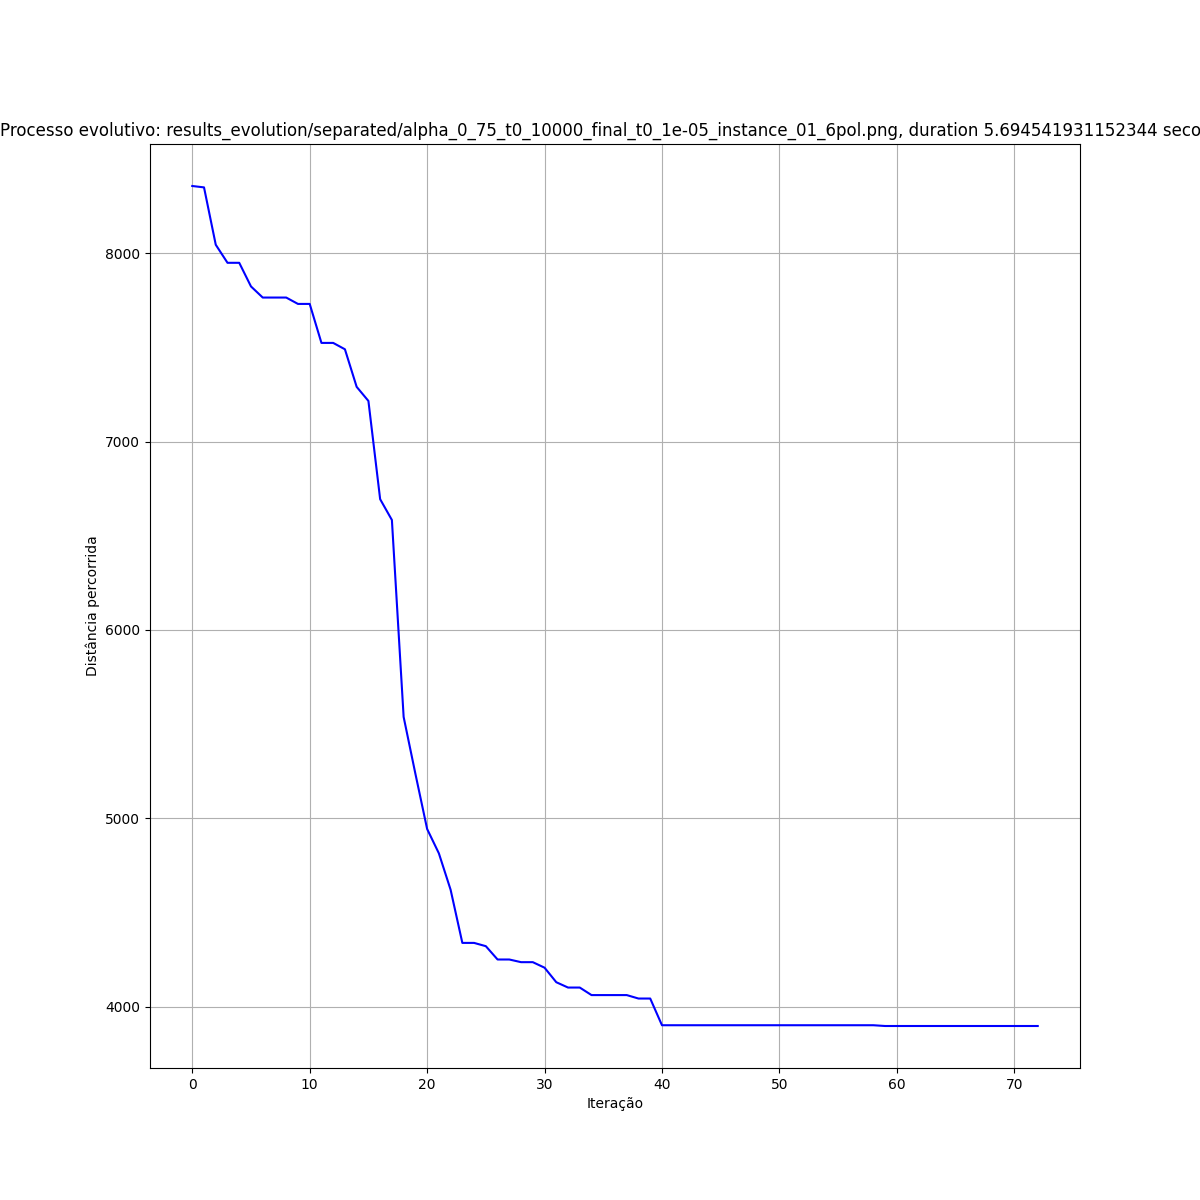 Processo evolutivo: results_evolution/separated/alpha_0_75_t0_10000_final_t0_1e-05_instance_01_6pol.png, duration 5.694541931152344 seco
8000
7000
6000
5000
4000
Distância percorrida
0 10 20 30 40 50 60 70
Iteração